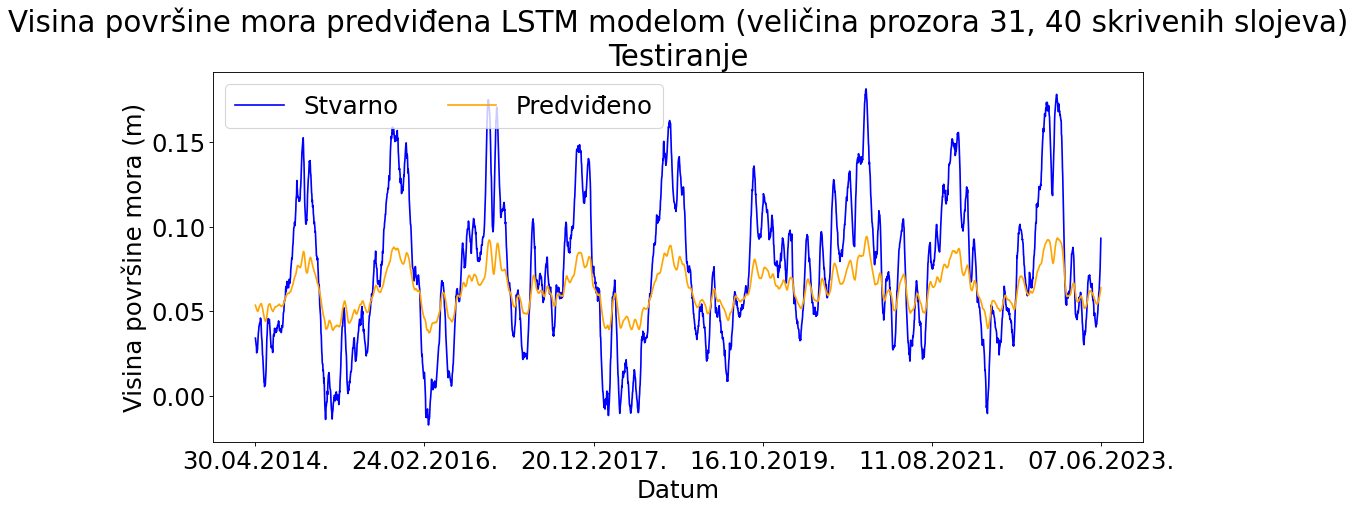 Visina površine mora predviđena LSTM modelom (veličina prozora 31, 40 skrivenih slojeva)
Testiranje
Stvarno Predviđeno
Visina površine mora (m)
0.15
0.10
0.05
0.00
30.04.2014. 24.02.2016. 20.12.2017. 16.10.2019. 11.08.2021. 07.06.2023.
Datum